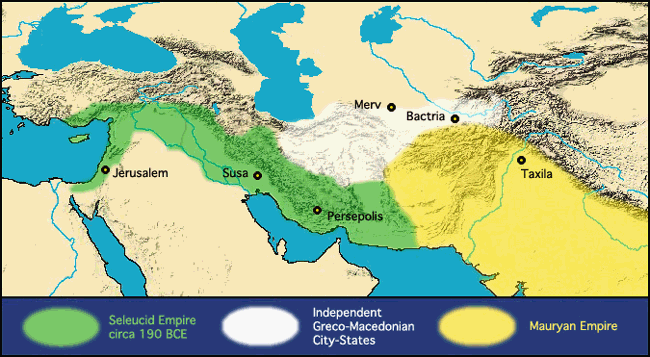 Merv
Bactria
Taxila
Jerusalem
Susa
Persepolis
Seleucid Empire
circa 190 BCE
Independent
Greco-Macedonian
City-States
Mauryan Empire